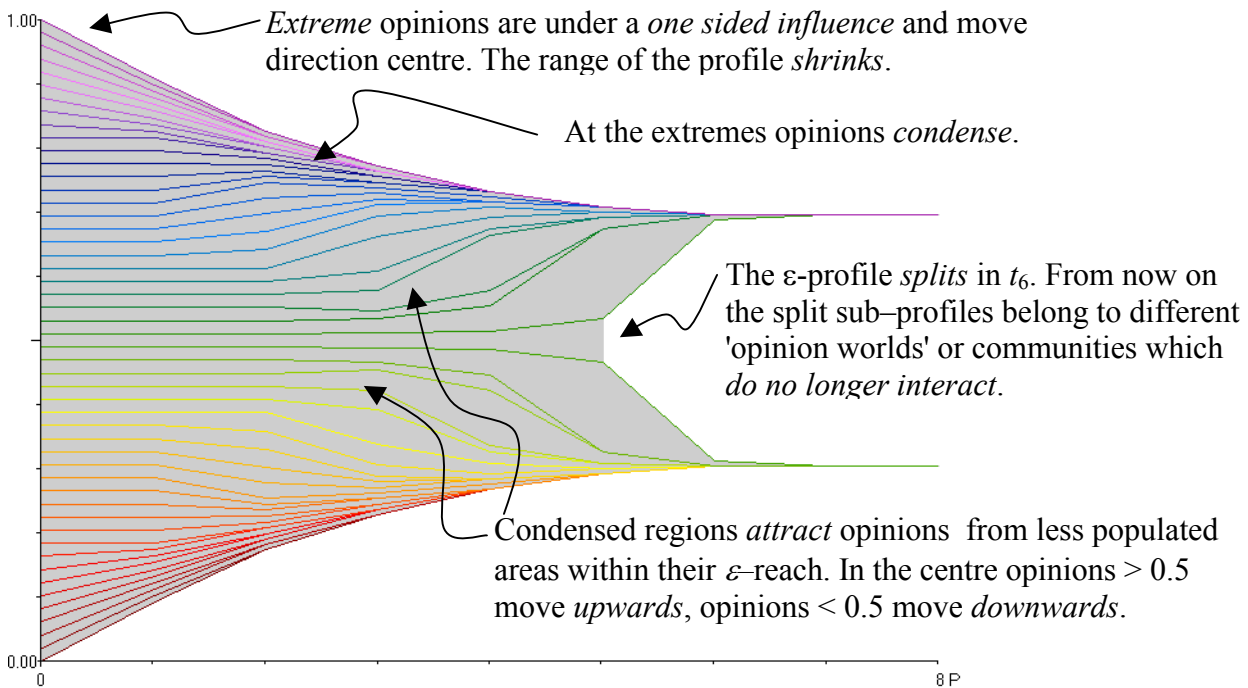 1.00
Extreme opinions are under a one sided influence and move
direction centre. The range of the profile shrinks.
At the extremes opinions condense.
The ε-profile splits in t6. From now on
the split sub–profiles belong to different
'opinion worlds' or communities which
do no longer interact.
Condensed regions attract opinions from less populated
areas within their ε–reach. In the centre opinions > 0.5
move upwards, opinions < 0.5 move downwards.
0.00
0
8 P